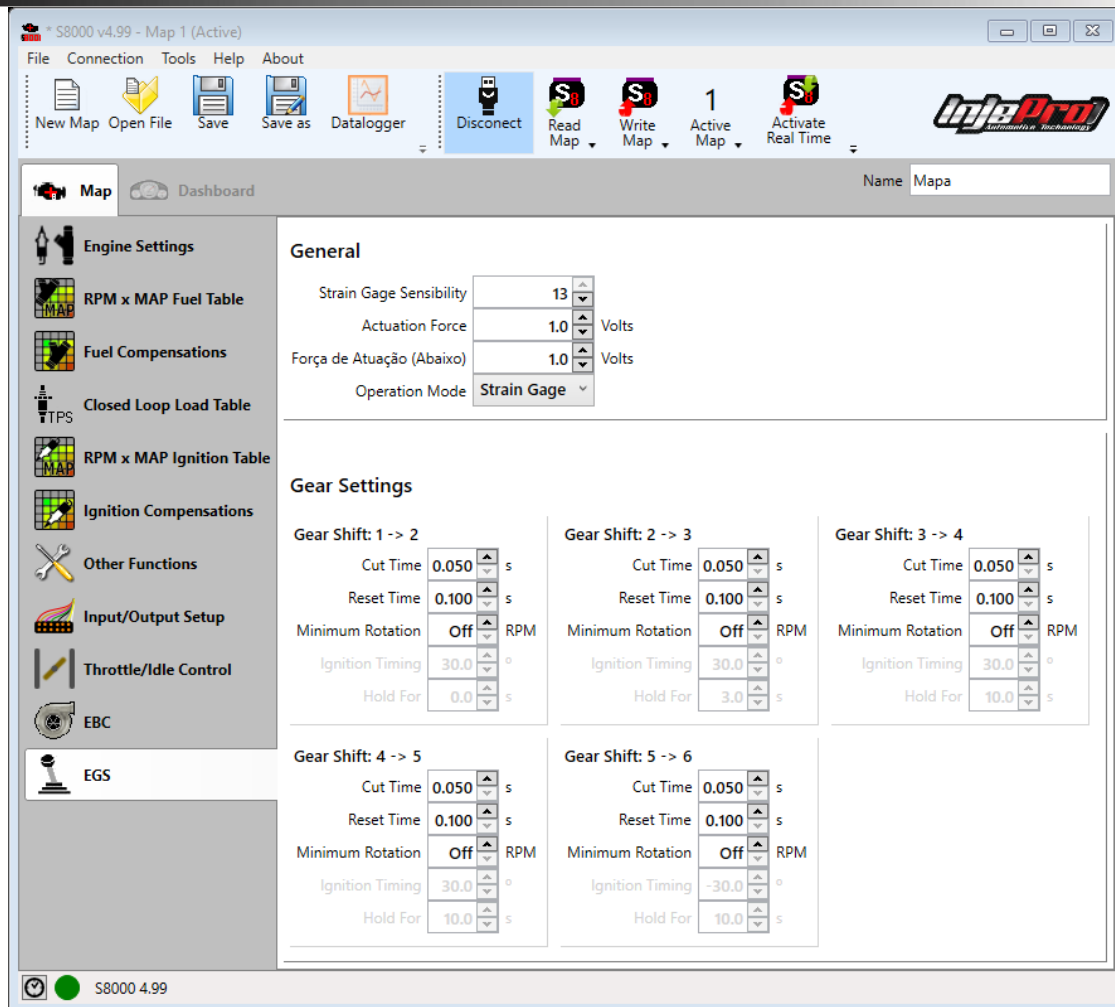 * S8000 v4.99 - Map 1 (Active)
File Connection Tools Help About
New Map Open File Save Save as Datalogger Disconect Read Map Write Map 1 Active Map Activate Real Time
InjePro
Automotive Technology
Map Dashboard Name Mapa
Engine Settings
RPM x MAP Fuel Table
Fuel Compensations
Closed Loop Load Table
RPM x MAP Ignition Table
Ignition Compensations
Other Functions
Input/Output Setup
Throttle/Idle Control
EBC
EGS
General
Strain Gage Sensibility 13
Actuation Force 1.0 Volts
Força de Atuação (Abaixo) 1.0 Volts
Operation Mode Strain Gage
Gear Settings
Gear Shift: 1 -> 2
Cut Time 0.050 s
Reset Time 0.100 s
Minimum Rotation Off RPM
Ignition Timing 30.0 °
Hold For 0.0 s
Gear Shift: 2 -> 3
Cut Time 0.050 s
Reset Time 0.100 s
Minimum Rotation Off RPM
Ignition Timing 30.0 °
Hold For 3.0 s
Gear Shift: 3 -> 4
Cut Time 0.050 s
Reset Time 0.100 s
Minimum Rotation Off RPM
Ignition Timing 30.0 °
Hold For 10.0 s
Gear Shift: 4 -> 5
Cut Time 0.050 s
Reset Time 0.100 s
Minimum Rotation Off RPM
Ignition Timing 30.0 °
Hold For 10.0 s
Gear Shift: 5 -> 6
Cut Time 0.050 s
Reset Time 0.100 s
Minimum Rotation Off RPM
Ignition Timing -30.0 °
Hold For 10.0 s
S8000 4.99